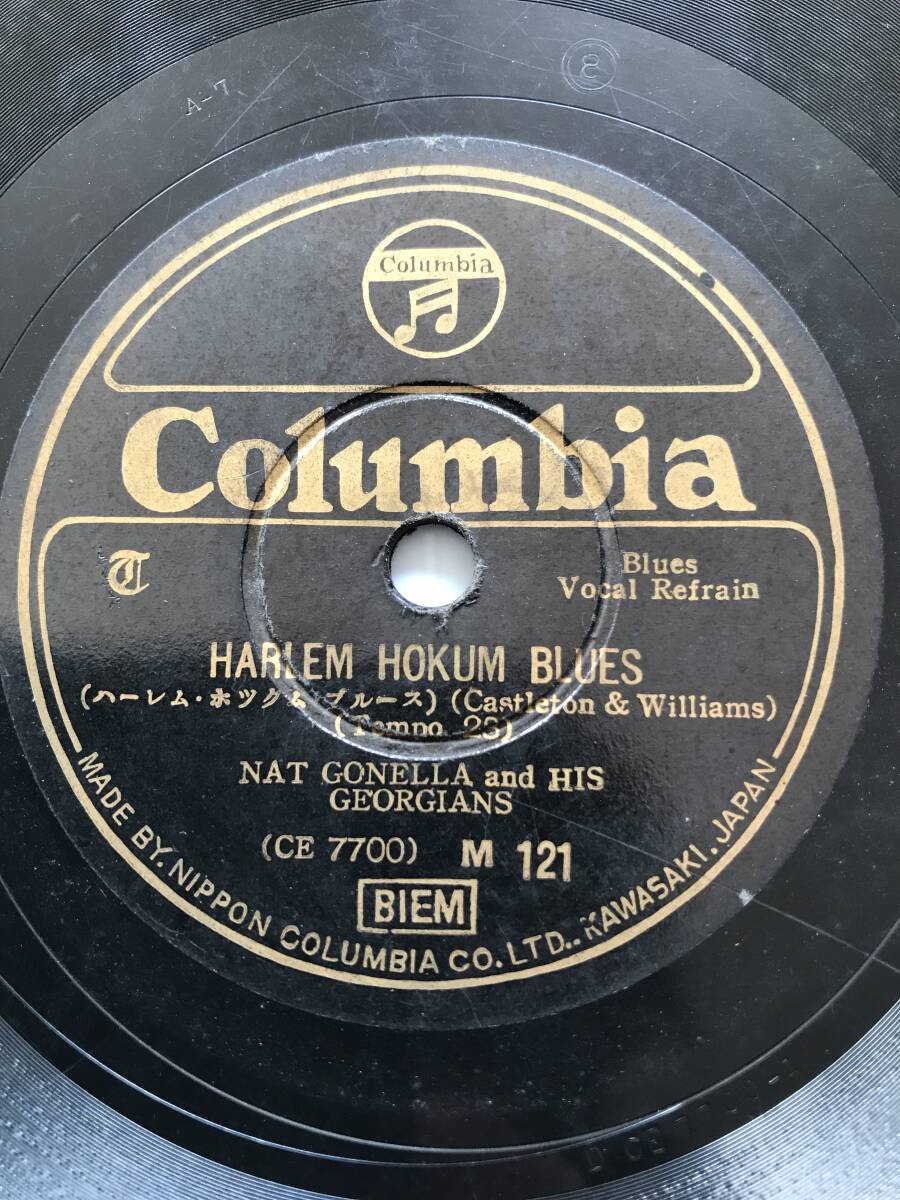 A-7
8
Columbia
Columbia
T
Blues
Vocal Refrain
HARLEM HOKUM BLUES
(ハーレム・ホツクム・ブルース) (Castleton & Williams)
(Tempo 23)
NAT GONELLA and HIS
GEORGIANS
(CE 7700) M 121
BIEM
MADE BY. NIPPON COLUMBIA CO. LTD., KAWASAKI, JAPAN